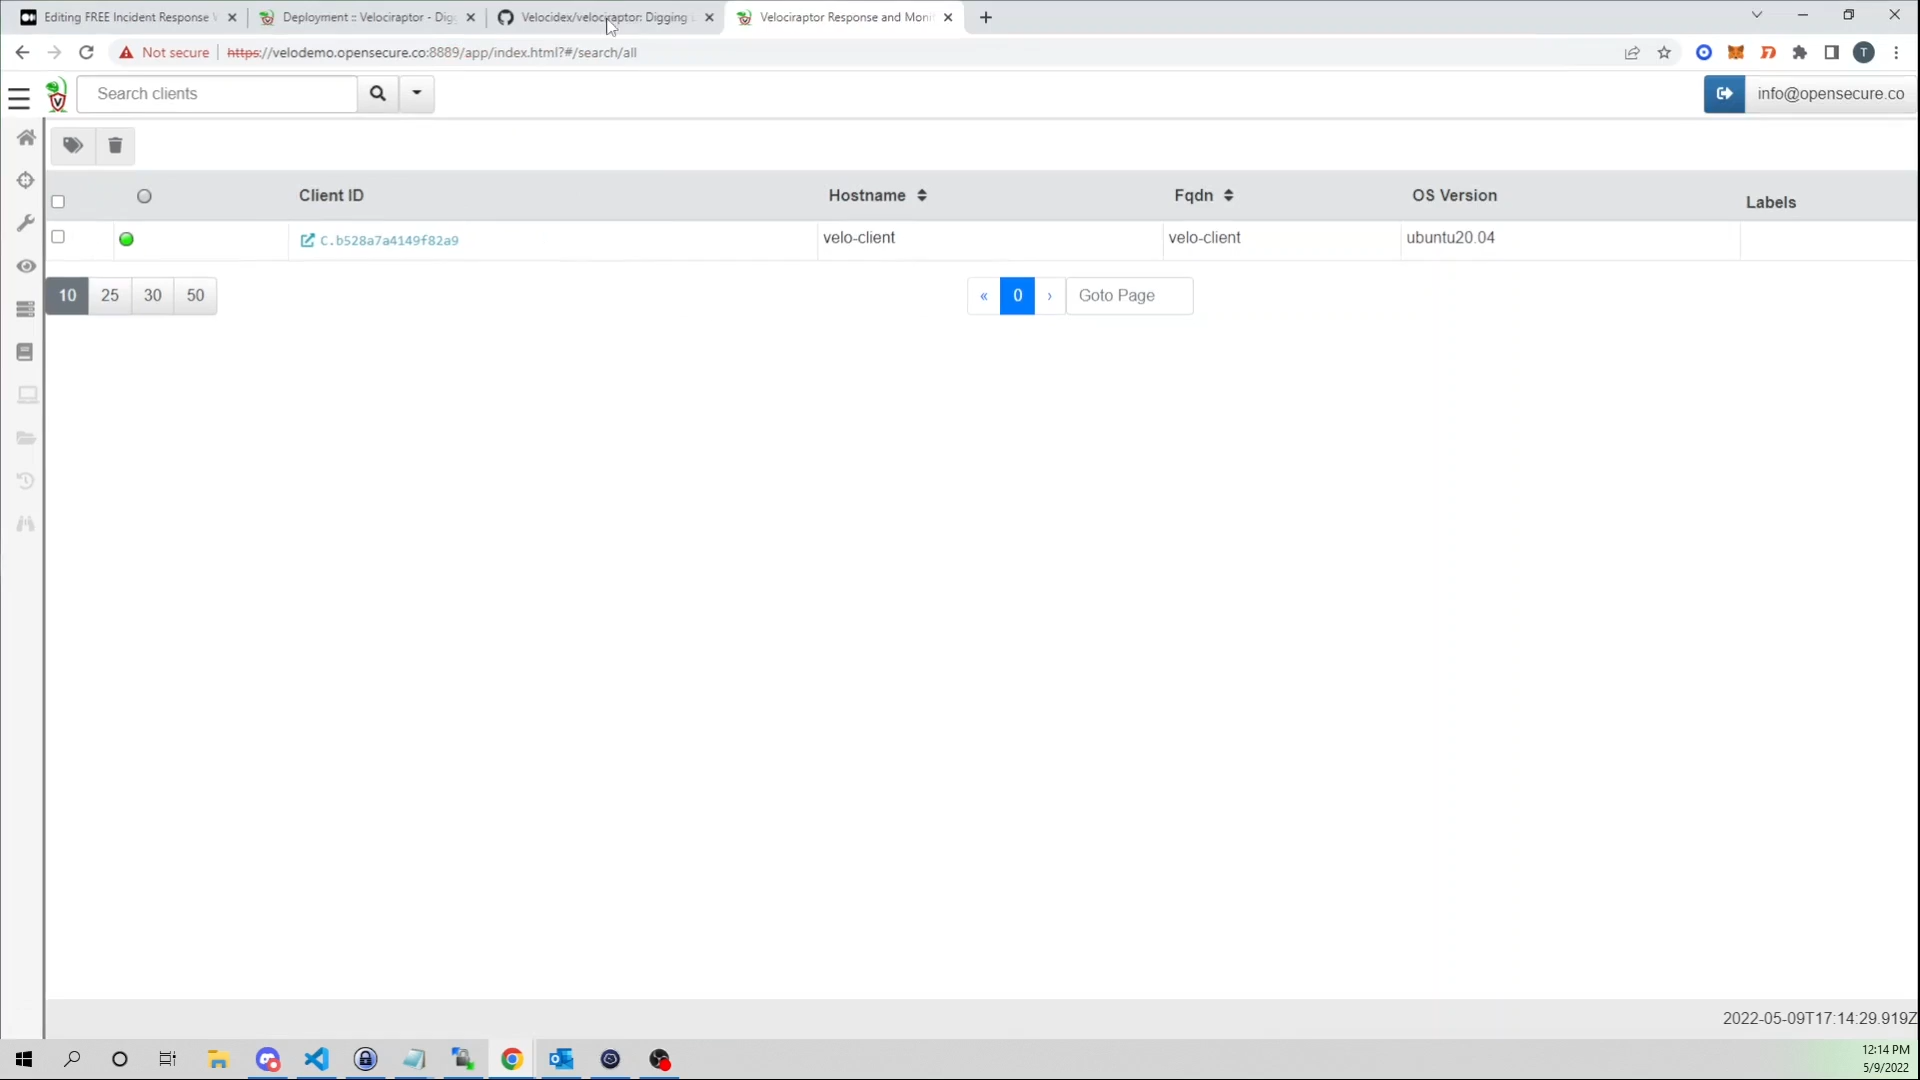 Editing FREE Incident Response
Deployment :: Velociraptor - Dig
Velocidex/velociraptor: Digging
Velociraptor Response and Moni
Not secure
https://velodemo.opensecure.co:8889/app/index.html?#/search/all
T
Search clients
info@opensecure.co
Client ID
Hostname
Fqdn
OS Version
Labels
C.b528a7a4149f82a9
velo-client
velo-client
ubuntu20.04
10
25
30
50
«
0
›
Goto Page
2022-05-09T17:14:29.919Z
12:14 PM
5/9/2022